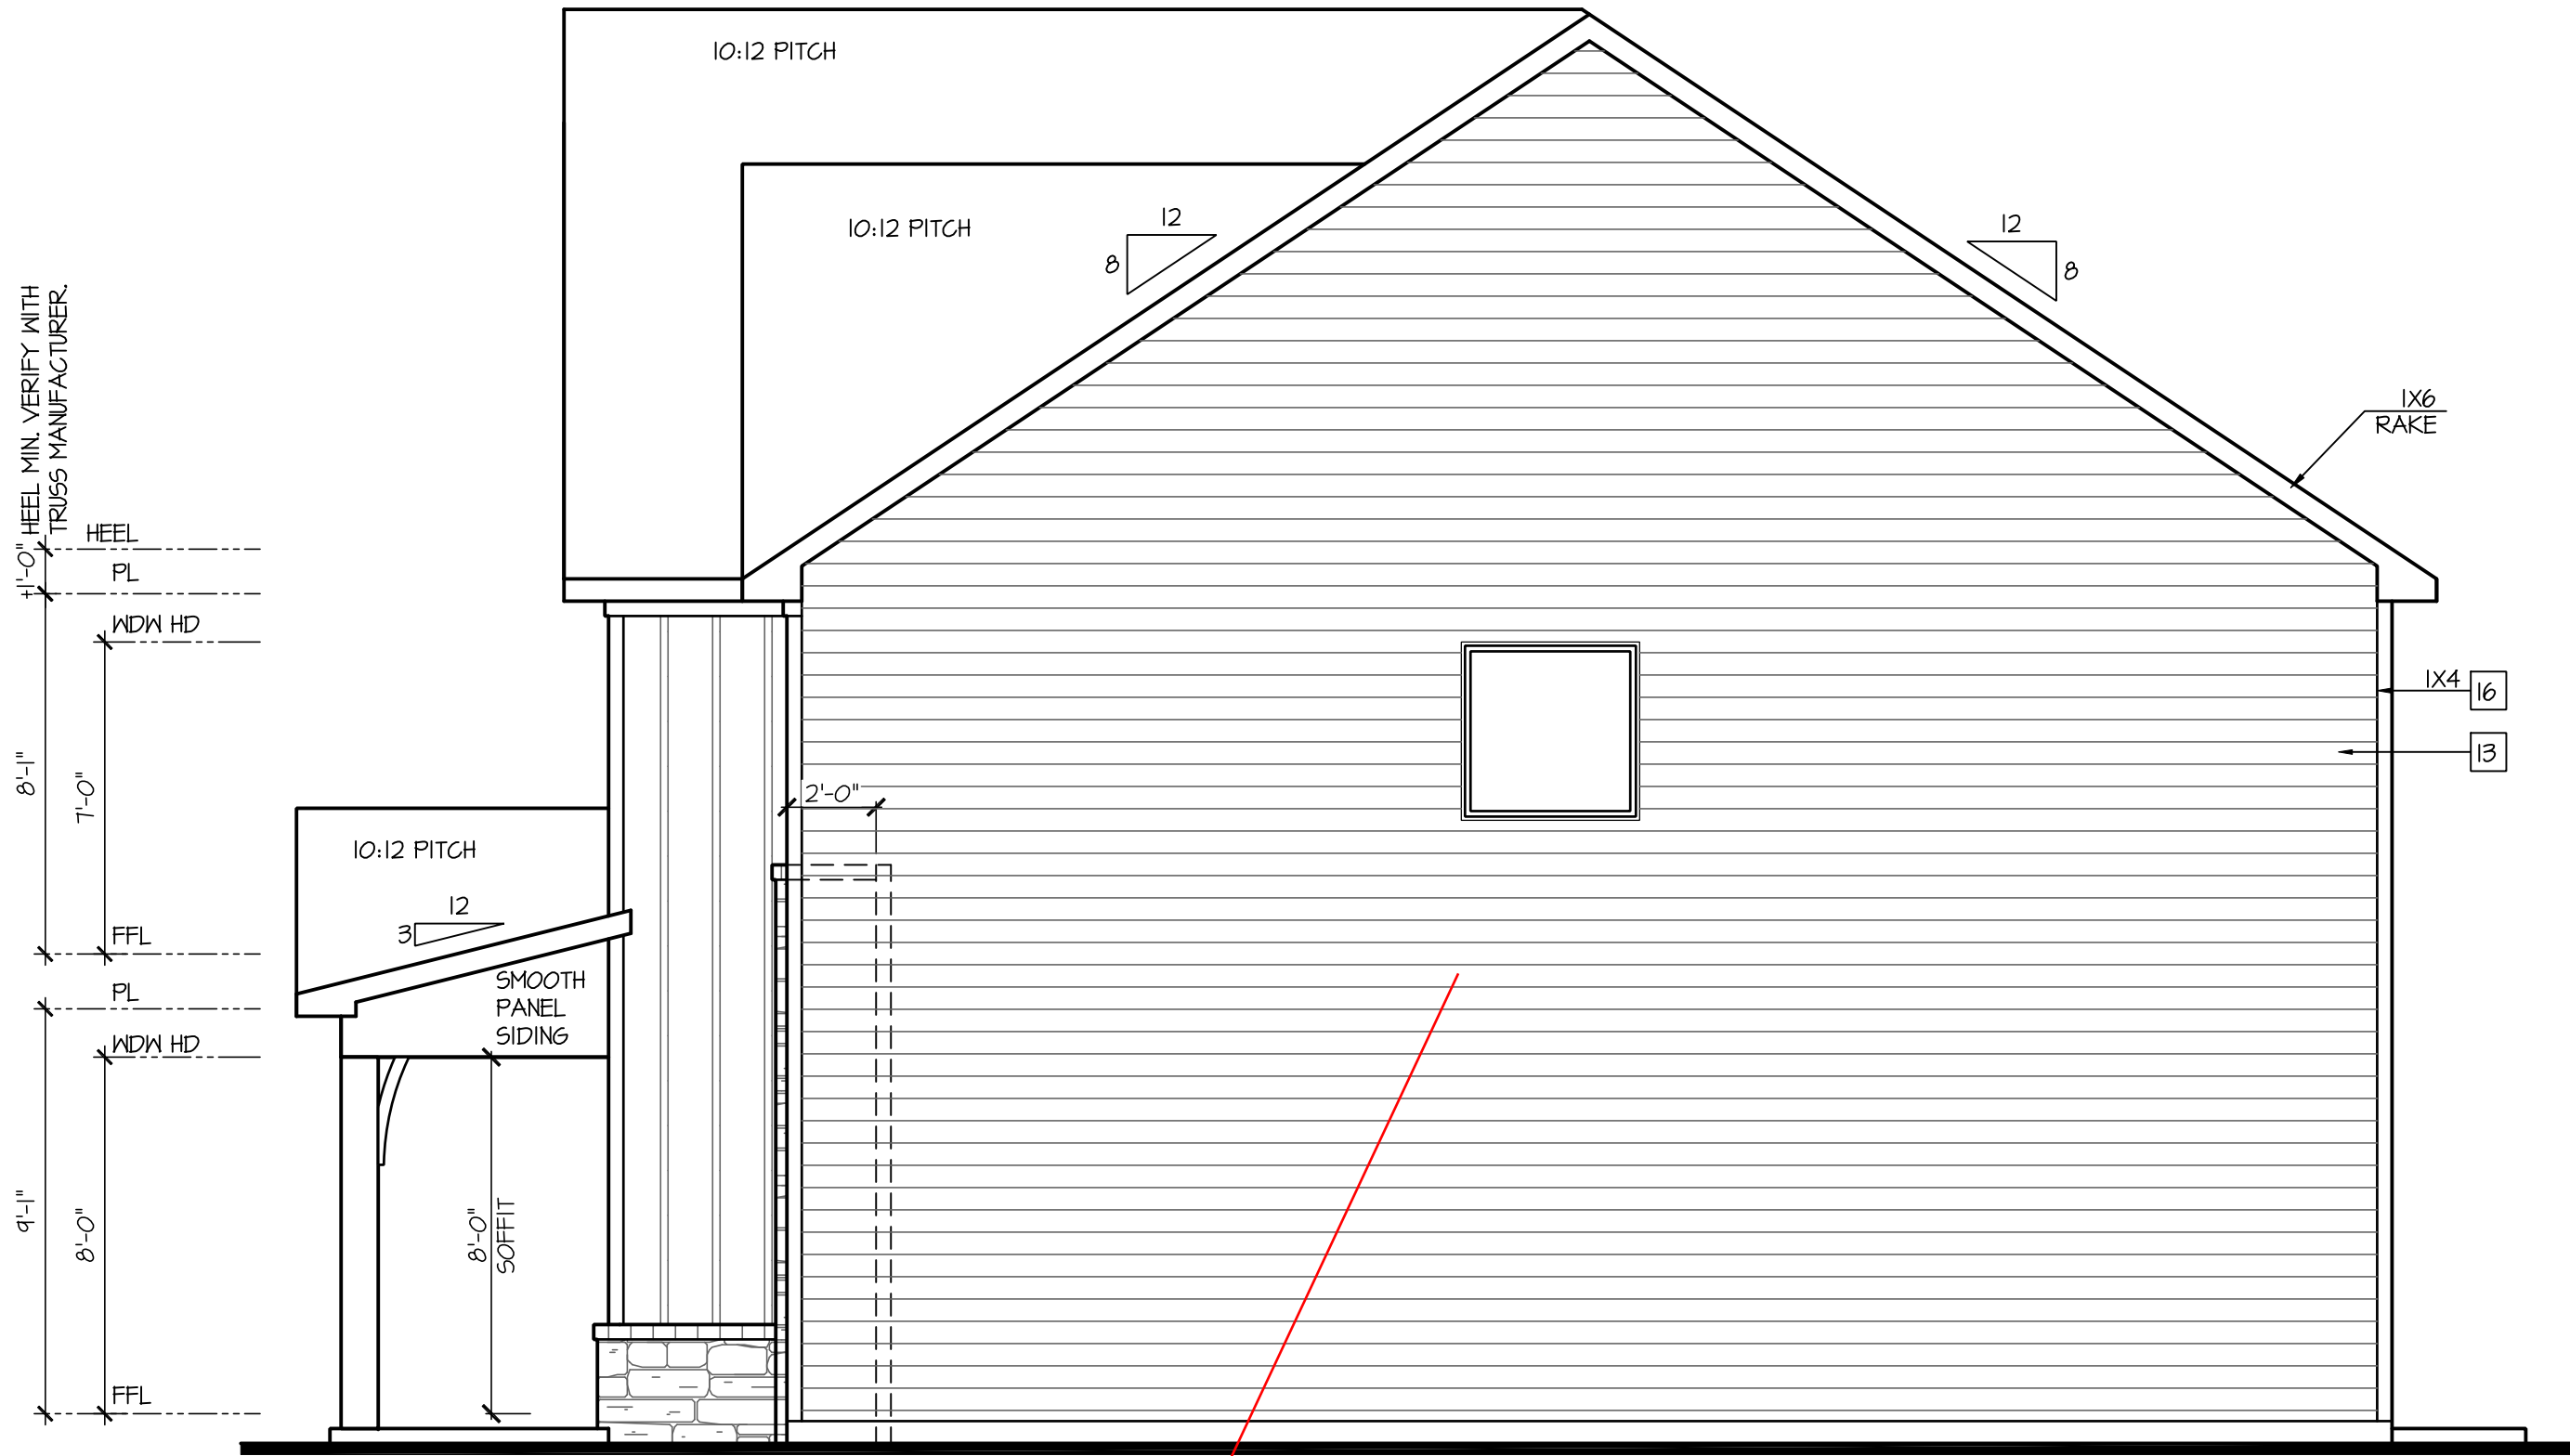 10:12 PITCH
10:12 PITCH
12
8
12
8
HEEL MIN. VERIFY WITH
TRUSS MANUFACTURER.
+1'-0"
HEEL
PL
WDW HD
1X6
RAKE
1X4
16
13
8'-1"
7'-0"
2'-0"
10:12 PITCH
12
3
FFL
PL
SMOOTH
PANEL
SIDING
WDW HD
9'-1"
8'-0"
8'-0"
SOFFIT
FFL